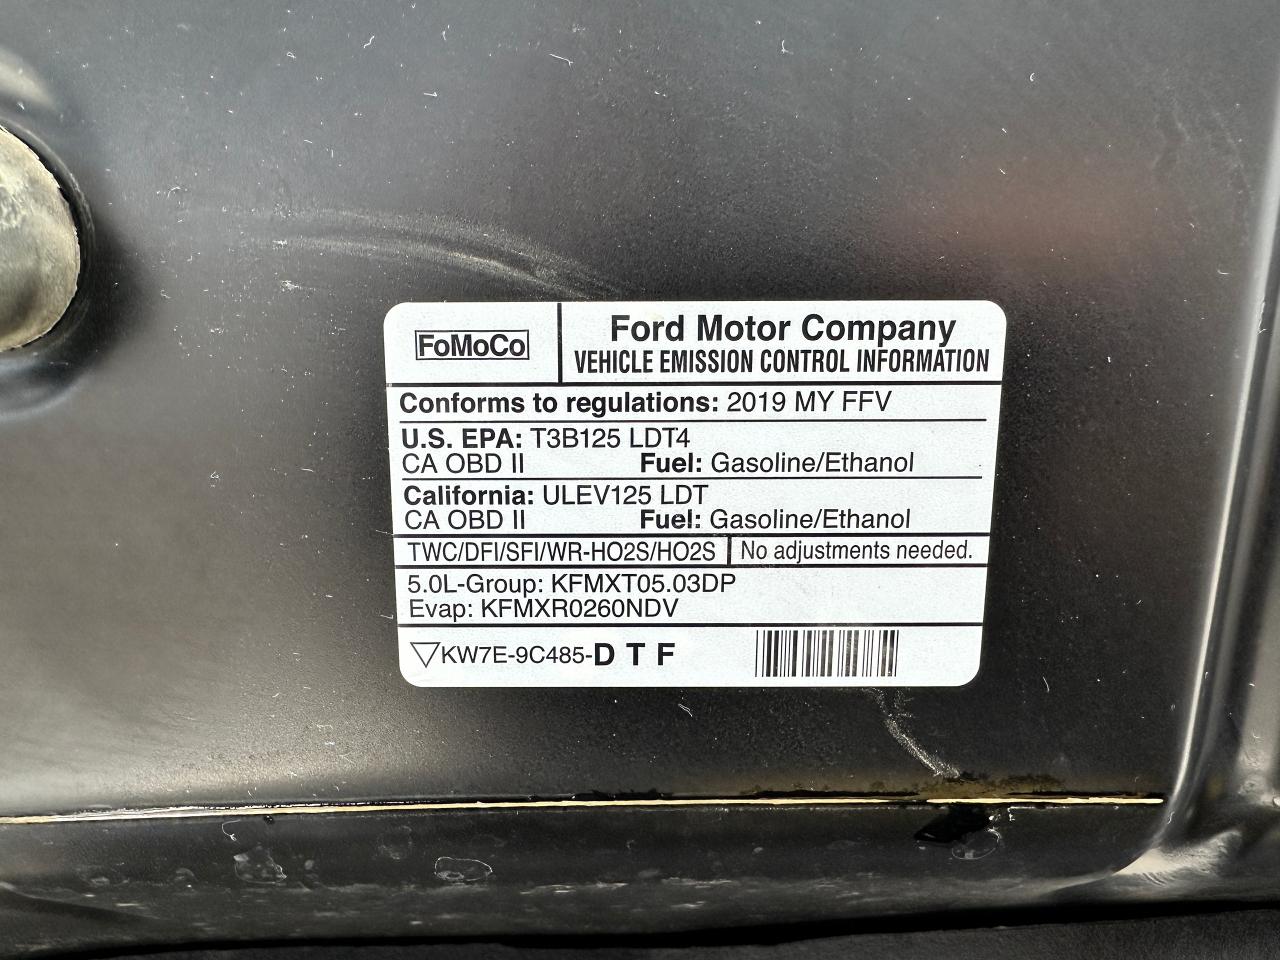 FoMoCo
Ford Motor Company
VEHICLE EMISSION CONTROL INFORMATION
Conforms to regulations: 2019 MY FFV
U.S. EPA: T3B125 LDT4
CA OBD II Fuel: Gasoline/Ethanol
California: ULEV125 LDT
CA OBD II Fuel: Gasoline/Ethanol
TWC/DFI/SFI/WR-HO2S/HO2S No adjustments needed.
5.0L-Group: KFMXT05.03DP
Evap: KFMXR0260NDV
KW7E-9C485-D T F